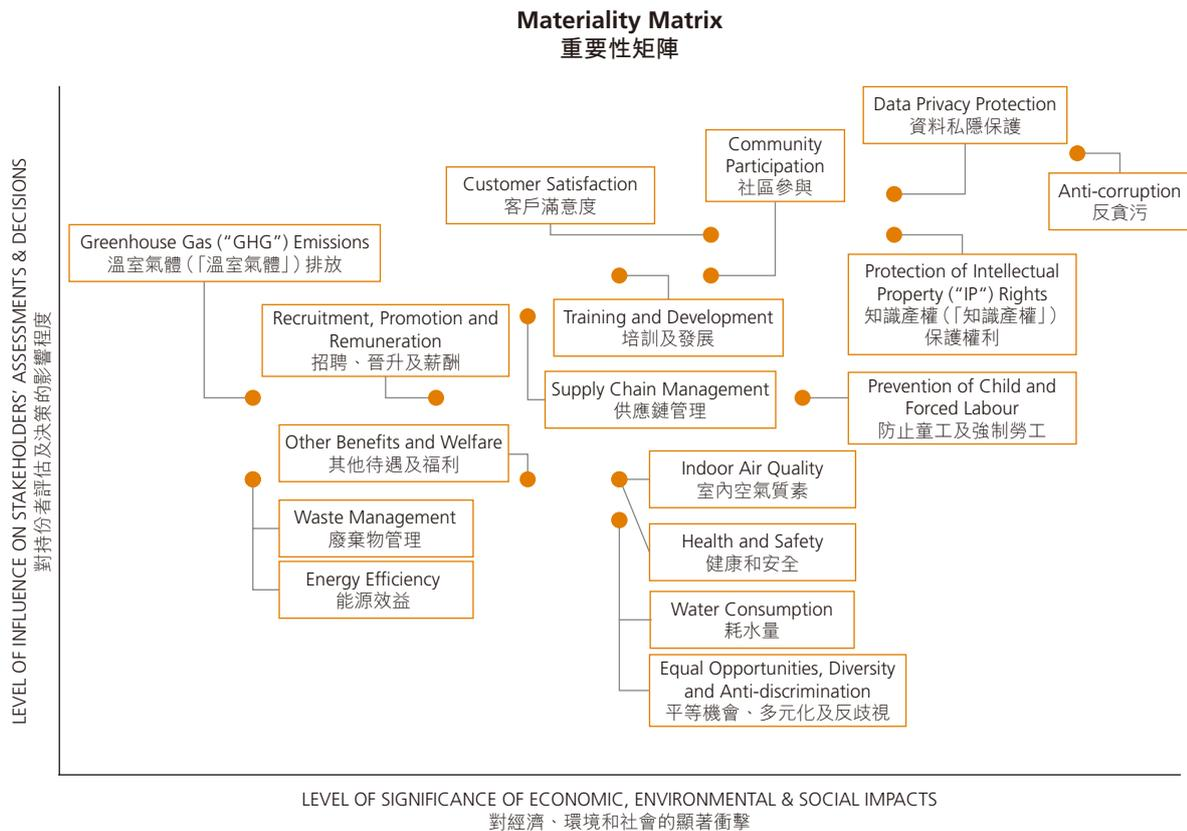 Materiality Matrix
重要性矩陣
LEVEL OF INFLUENCE ON STAKEHOLDERS' ASSESSMENTS & DECISIONS
對持份者評估及決策的影響程度
Data Privacy Protection
資料私隱保護
Community
Participation
社區參與
Customer Satisfaction
客戶滿意度
Anti-corruption
反貪污
Greenhouse Gas (“GHG”) Emissions
溫室氣體(「溫室氣體」)排放
Protection of Intellectual
Property (“IP”) Rights
知識產權(「知識產權」)
保護權利
Recruitment, Promotion and
Remuneration
招聘、晉升及薪酬
Training and Development
培訓及發展
Supply Chain Management
供應鏈管理
Prevention of Child and
Forced Labour
防止童工及強制勞工
Other Benefits and Welfare
其他待遇及福利
Indoor Air Quality
室內空氣質素
Waste Management
廢棄物管理
Health and Safety
健康和安全
Energy Efficiency
能源效益
Water Consumption
耗水量
Equal Opportunities, Diversity
and Anti-discrimination
平等機會、多元化及反歧視
LEVEL OF SIGNIFICANCE OF ECONOMIC, ENVIRONMENTAL & SOCIAL IMPACTS
對經濟、環境和社會的顯著衝擊